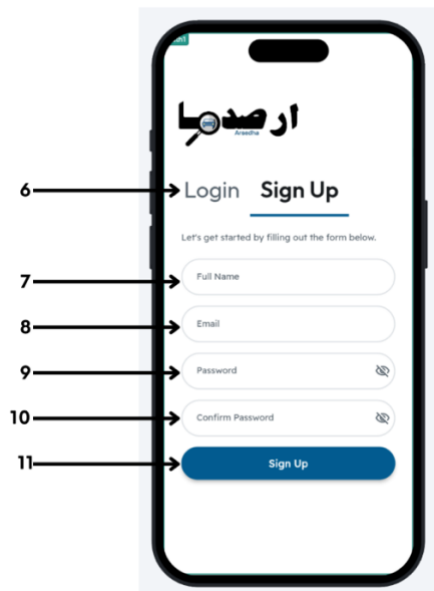 ارصدها
Arsedha
6
Login Sign Up
Let's get started by filling out the form below.
7
Full Name
8
Email
9
Password
10
Confirm Password
11
Sign Up